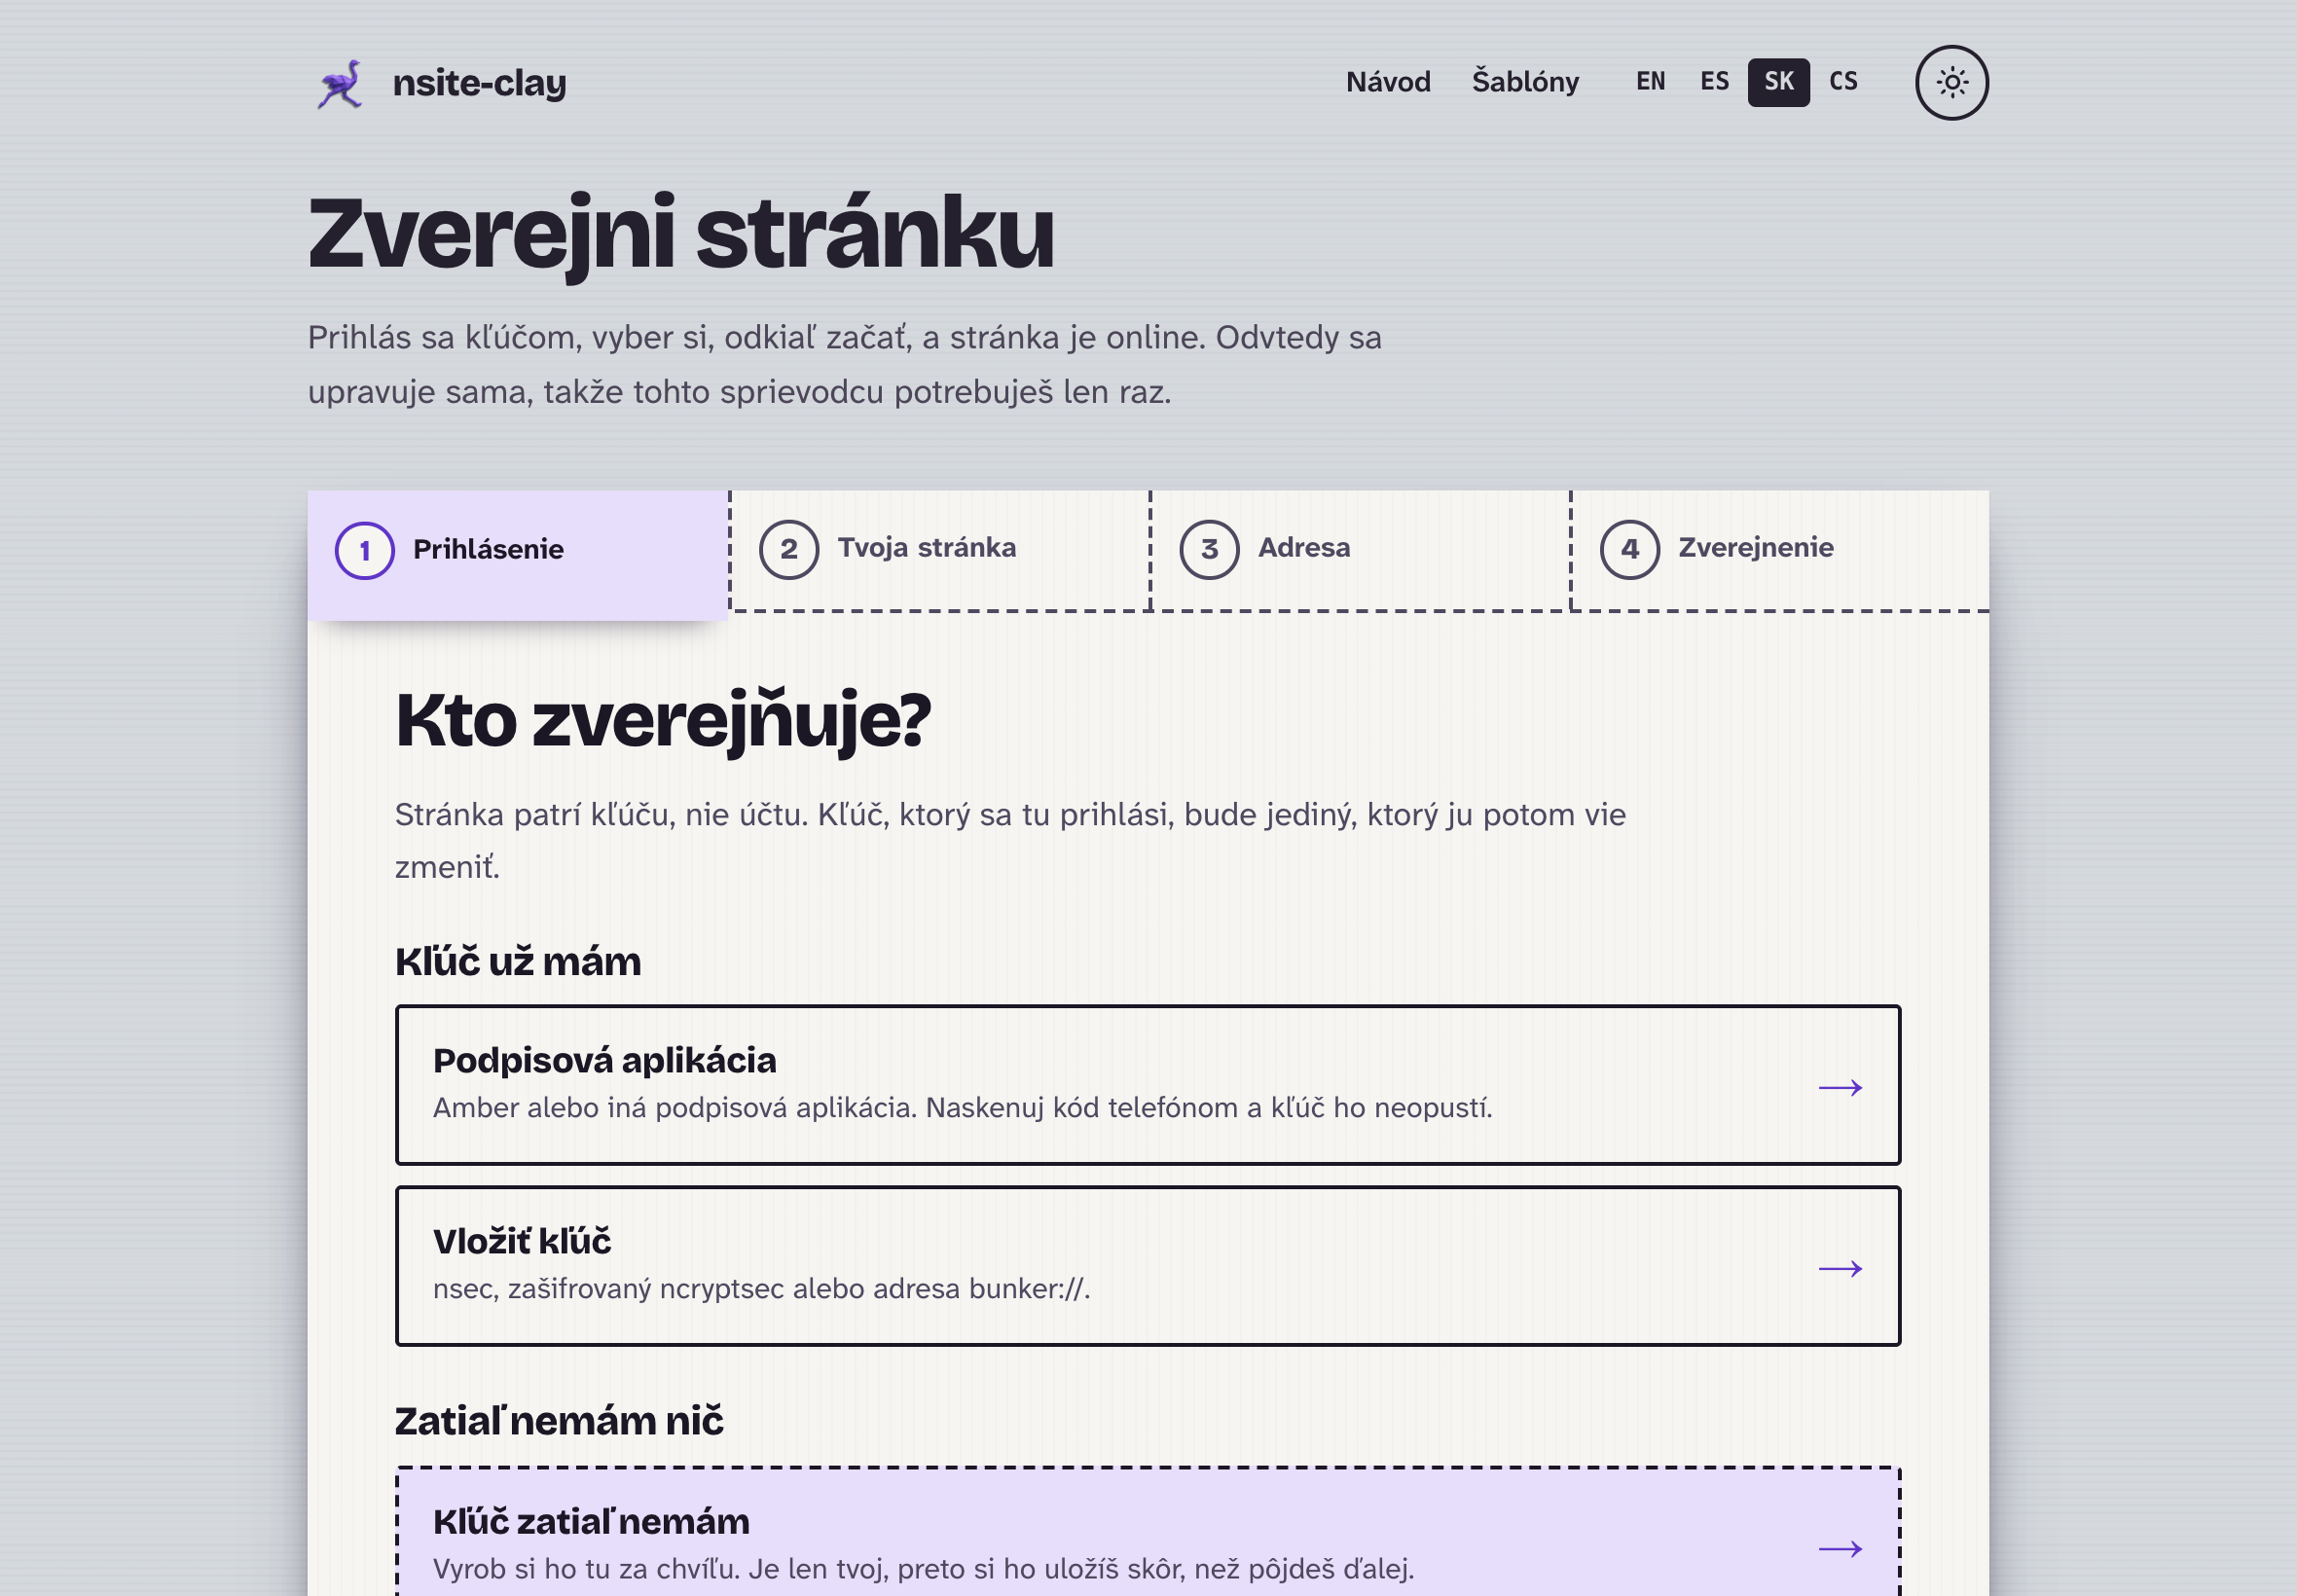 nsite-clay
Návod Šablóny EN ES SK CS
Zverejni stránku
Prihlás sa kľúčom, vyber si, odkiaľ začať, a stránka je online. Odvtedy sa
upravuje sama, takže tohto sprievodcu potrebuješ len raz.
1 Prihlásenie
2 Tvoja stránka
3 Adresa
4 Zverejnenie
Kto zverejňuje?
Stránka patrí kľúču, nie účtu. Kľúč, ktorý sa tu prihlási, bude jediný, ktorý ju potom vie
zmeniť.
Kľúč už mám
Podpisová aplikácia
Amber alebo iná podpisová aplikácia. Naskenuj kód telefónom a kľúč ho neopustí.
→
Vložiť kľúč
nsec, zašifrovaný ncryptsec alebo adresa bunker://.
→
Zatiaľ nemám nič
Kľúč zatiaľ nemám
Vyrob si ho tu za chvíľu. Je len tvoj, preto si ho uložíš skôr, než pôjdeš ďalej.
→